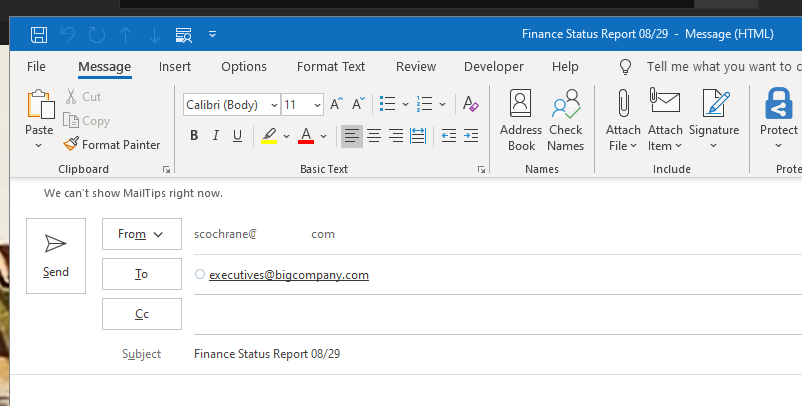 Finance Status Report 08/29 - Message (HTML)
File Message Insert Options Format Text Review Developer Help Tell me what you want to
Paste Cut Copy Format Painter
Clipboard
Calibri (Body) 11 A A A
B I U A
Basic Text
Address Book Check Names
Names
Attach File Attach Item Signature
Include
Protect
We can't show MailTips right now.
Send
From scochrane@ com
To executives@bigcompany.com
Cc
Subject Finance Status Report 08/29